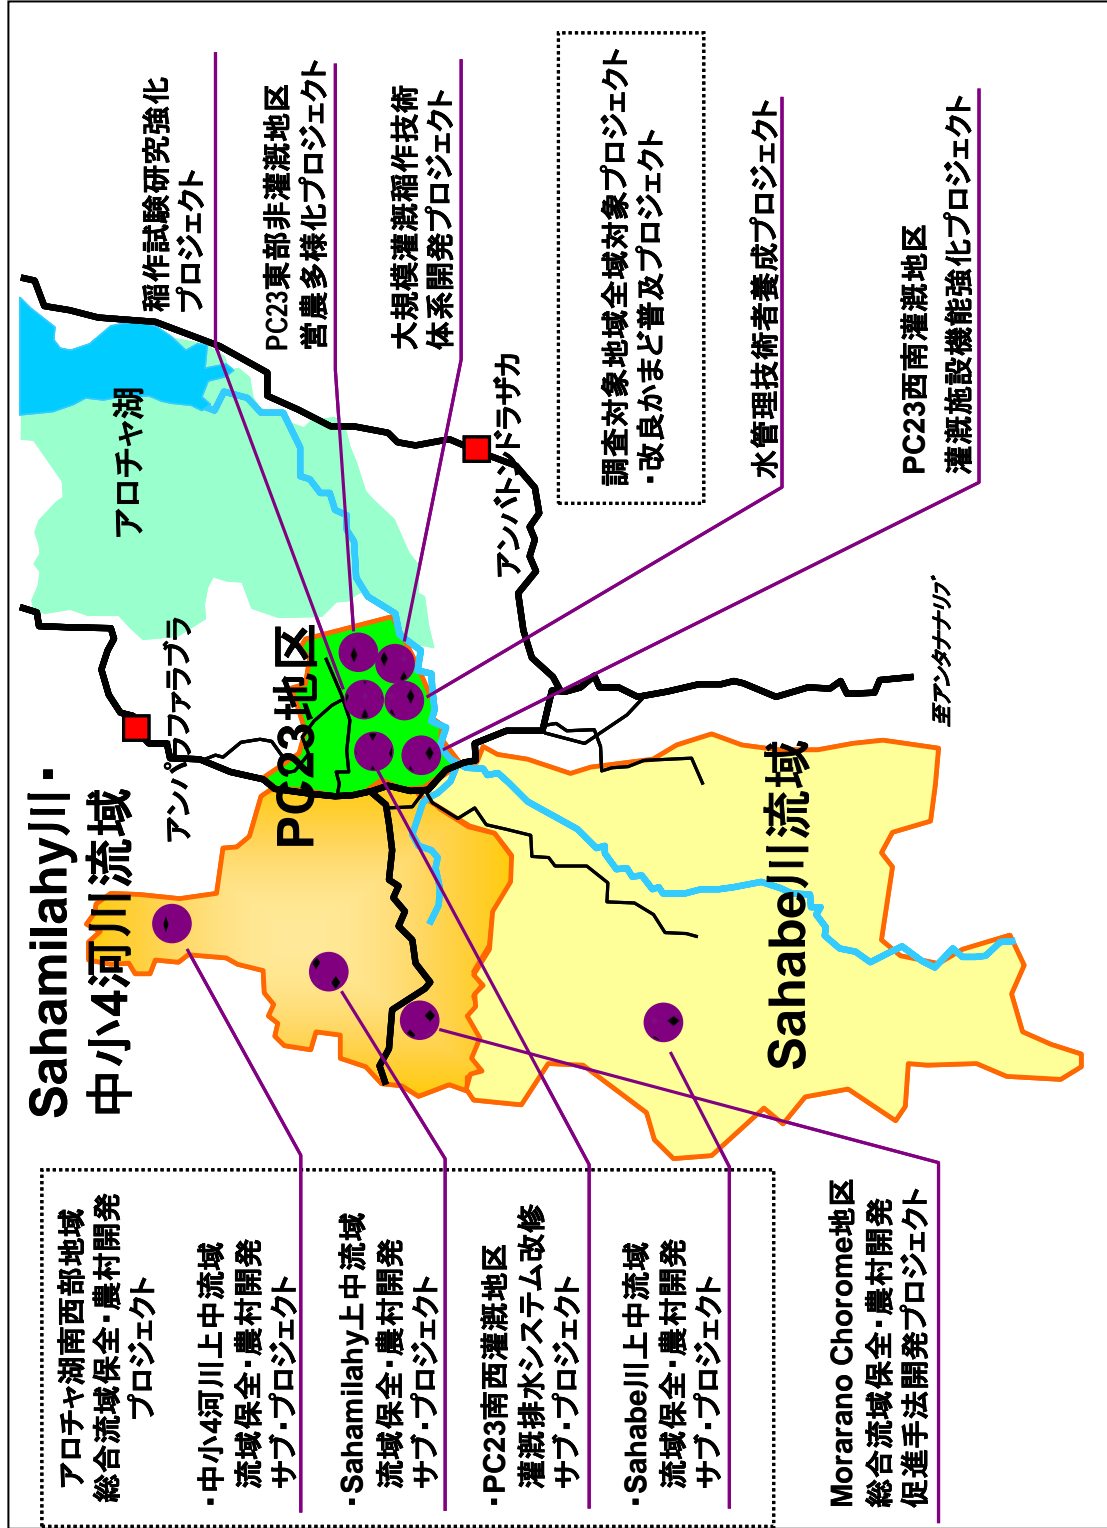 アロチャ湖南西部地域
総合流域保全・農村開発
プロジェクト
・中小4河川上中流域
流域保全・農村開発
サブ・プロジェクト
・Sahamilahy上中流域
流域保全・農村開発
サブ・プロジェクト
・PC23南西灌漑地区
灌漑排水システム改修
サブ・プロジェクト
・Sahabe川上中流域
流域保全・農村開発
サブ・プロジェクト
Morarano Chorome地区
総合流域保全・農村開発
促進手法開発プロジェクト
Sahamilahy川・
中小4河川流域
アンパラファラブラ
PC23地区
Sahabe川流域
アロチャ湖
アンバトンドラザカ
至アンタナナリブ
稲作試験研究強化
プロジェクト
PC23東部非灌漑地区
営農多様化プロジェクト
大規模灌漑稲作技術
体系開発プロジェクト
調査対象地域全域対象プロジェクト
・改良かまど普及プロジェクト
水管理技術者養成プロジェクト
PC23西南灌漑地区
灌漑施設機能強化プロジェクト